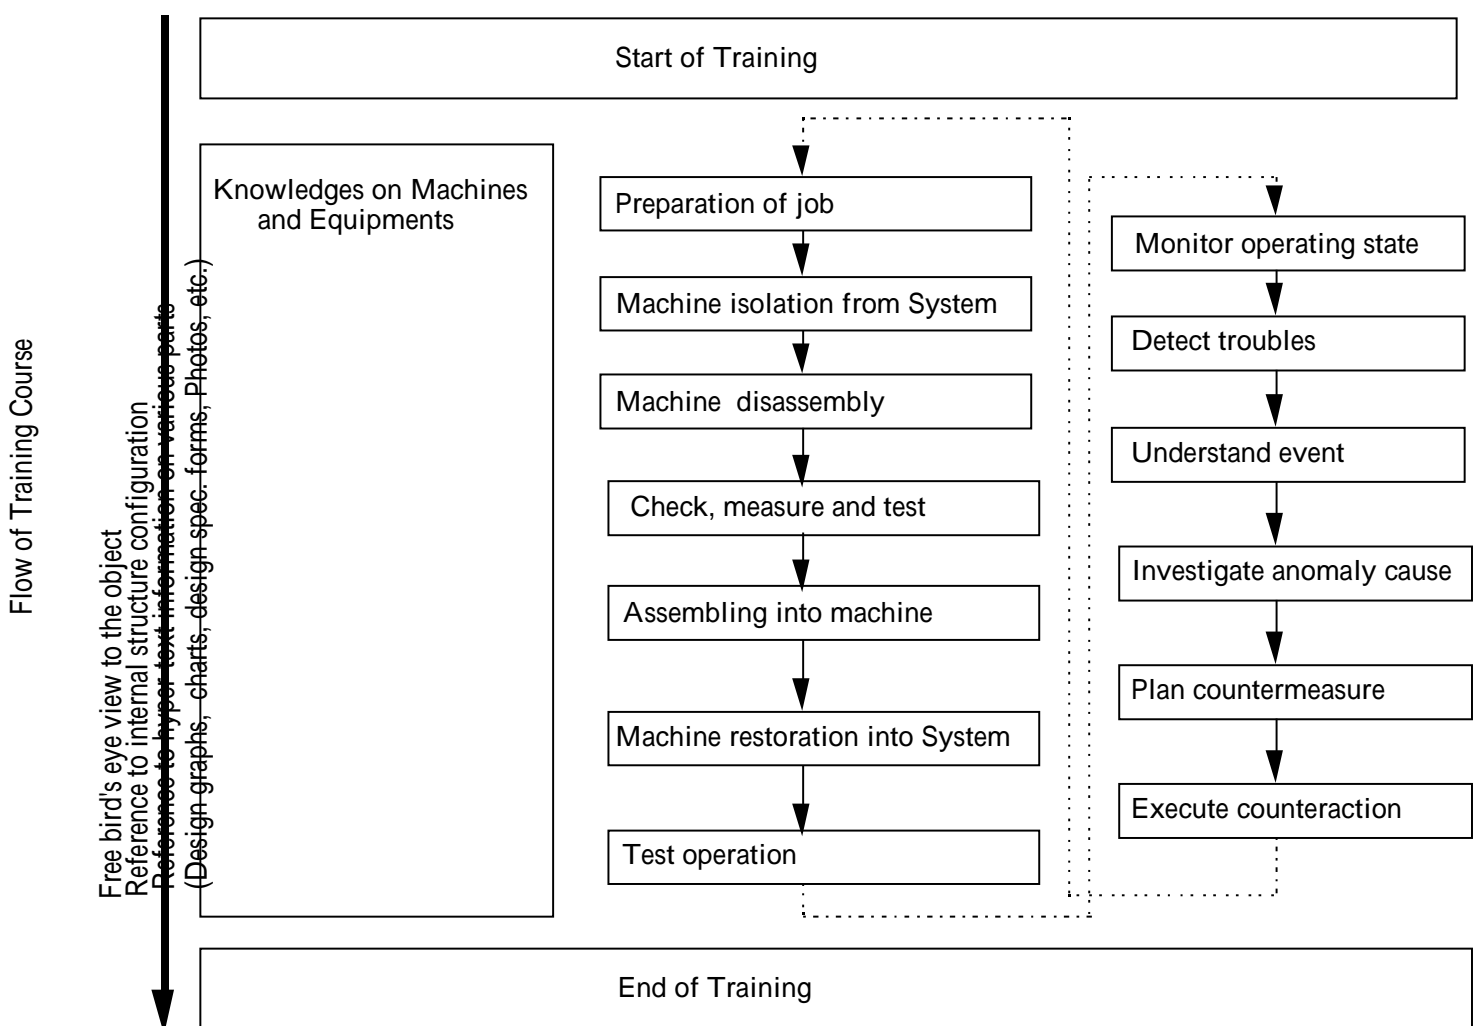 Start of Training
Flow of Training Course
Free bird's eye view to the object
Reference to internal structure configuration
Reference to hyper text information on various parts
(Design graphs, charts, design spec. forms, Photos, etc.)
Knowledges on Machines
and Equipments
Preparation of job
Machine isolation from System
Machine disassembly
Check, measure and test
Assembling into machine
Machine restoration into System
Test operation
Monitor operating state
Detect troubles
Understand event
Investigate anomaly cause
Plan countermeasure
Execute counteraction
End of Training